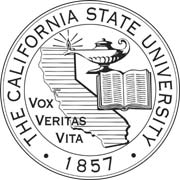 THE CALIFORNIA STATE UNIVERSITY
VOX
VERITAS
VITA
· 1857 ·